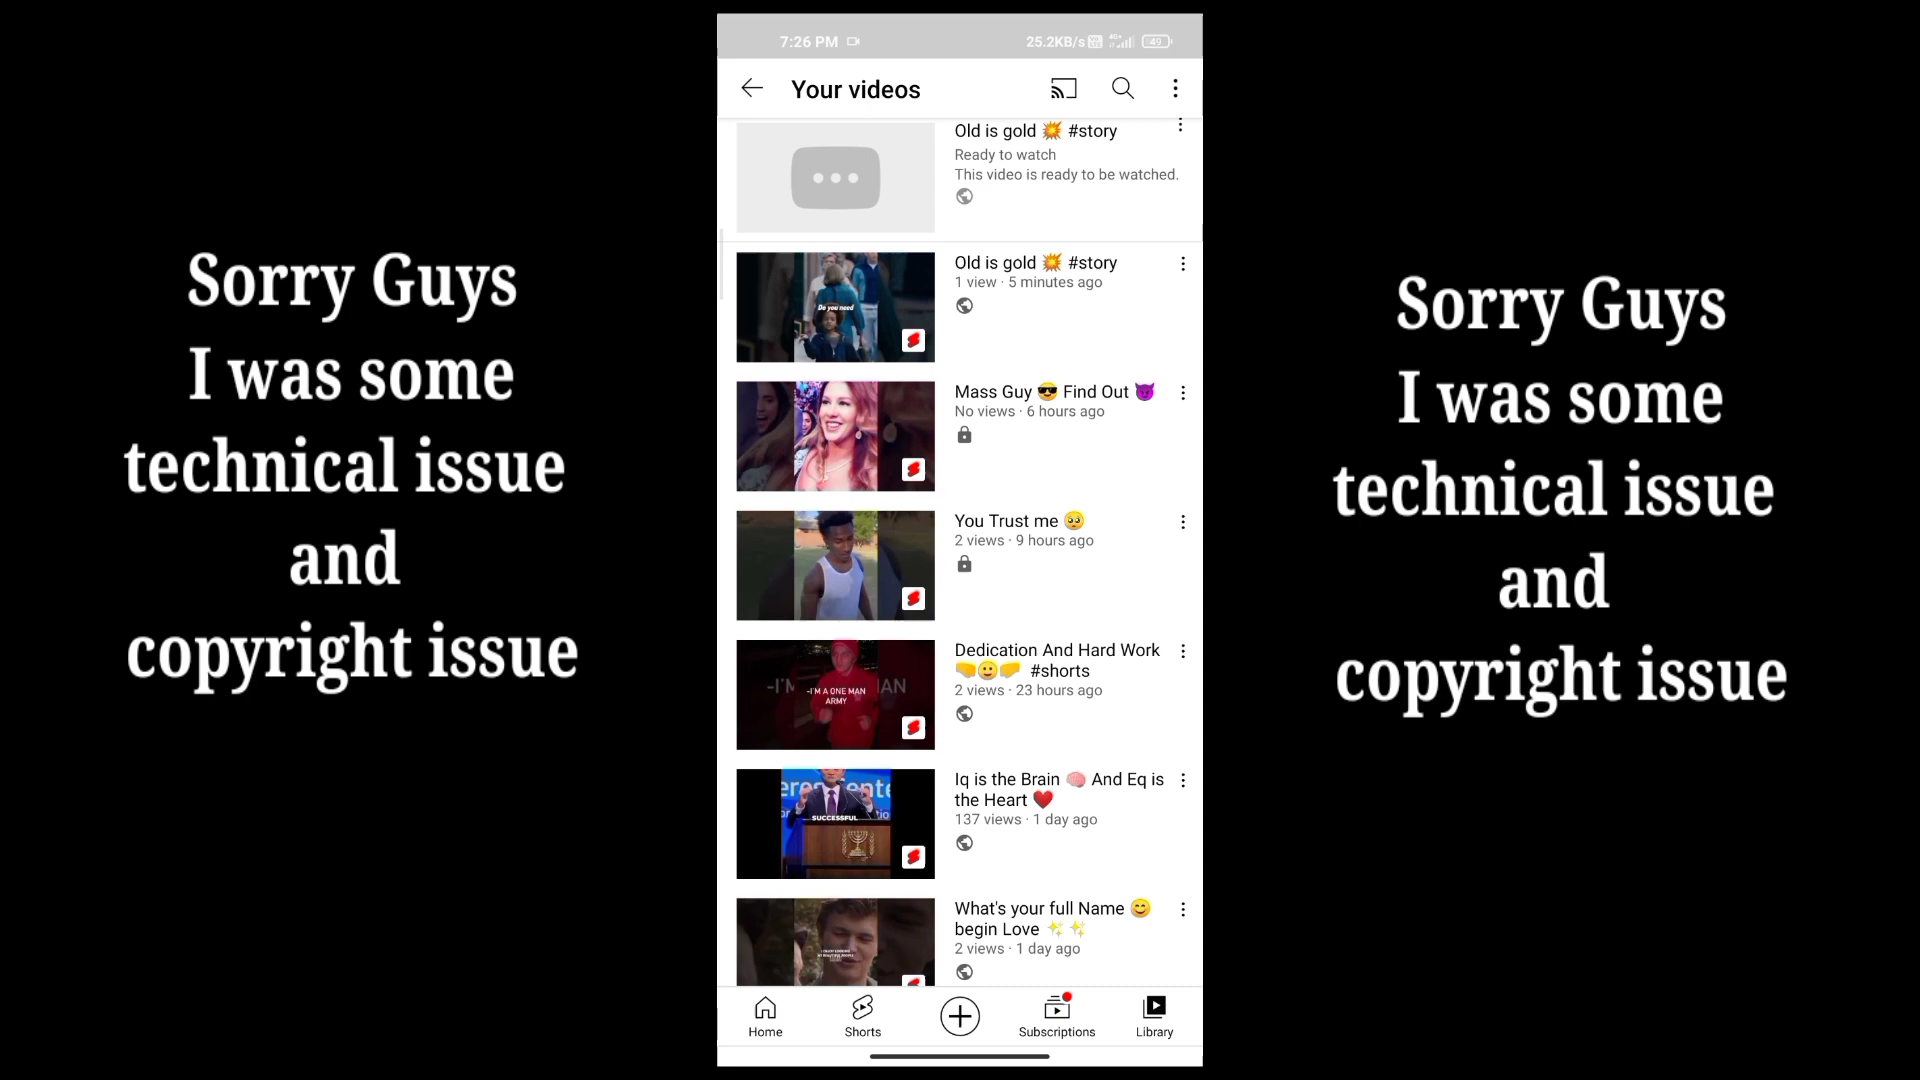 Sorry Guys
I was some
technical issue
and
copyright issue
7:26 PM
25.2KB/s
4G+
49
Your videos
Old is gold 💥 #story
Ready to watch
This video is ready to be watched.
Do you need
Old is gold 💥 #story
1 view · 5 minutes ago
Mass Guy 😎 Find Out 😈
No views · 6 hours ago
You Trust me 🥺
2 views · 9 hours ago
-I'M A ONE MAN
ARMY
Dedication And Hard Work
🤜🙂🤛 #shorts
2 views · 23 hours ago
SUCCESSFUL
Iq is the Brain 🧠 And Eq is
the Heart ❤️
137 views · 1 day ago
What's your full Name 😊
begin Love ✨ ✨
2 views · 1 day ago
Home
Shorts
Subscriptions
Library
Sorry Guys
I was some
technical issue
and
copyright issue